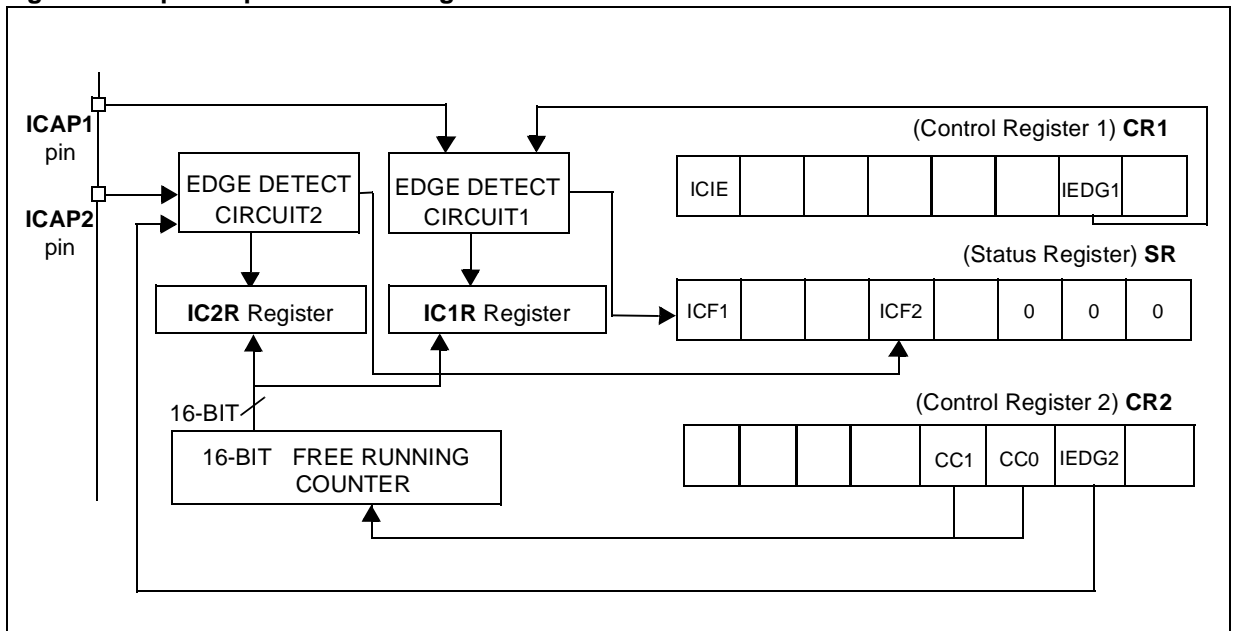 ICAP1
pin
ICAP2
pin
EDGE DETECT
CIRCUIT2
EDGE DETECT
CIRCUIT1
IC2R Register
IC1R Register
16-BIT
16-BIT FREE RUNNING
COUNTER
(Control Register 1) CR1
ICIE
IEDG1
(Status Register) SR
ICF1
ICF2
0
0
0
(Control Register 2) CR2
CC1
CC0
IEDG2